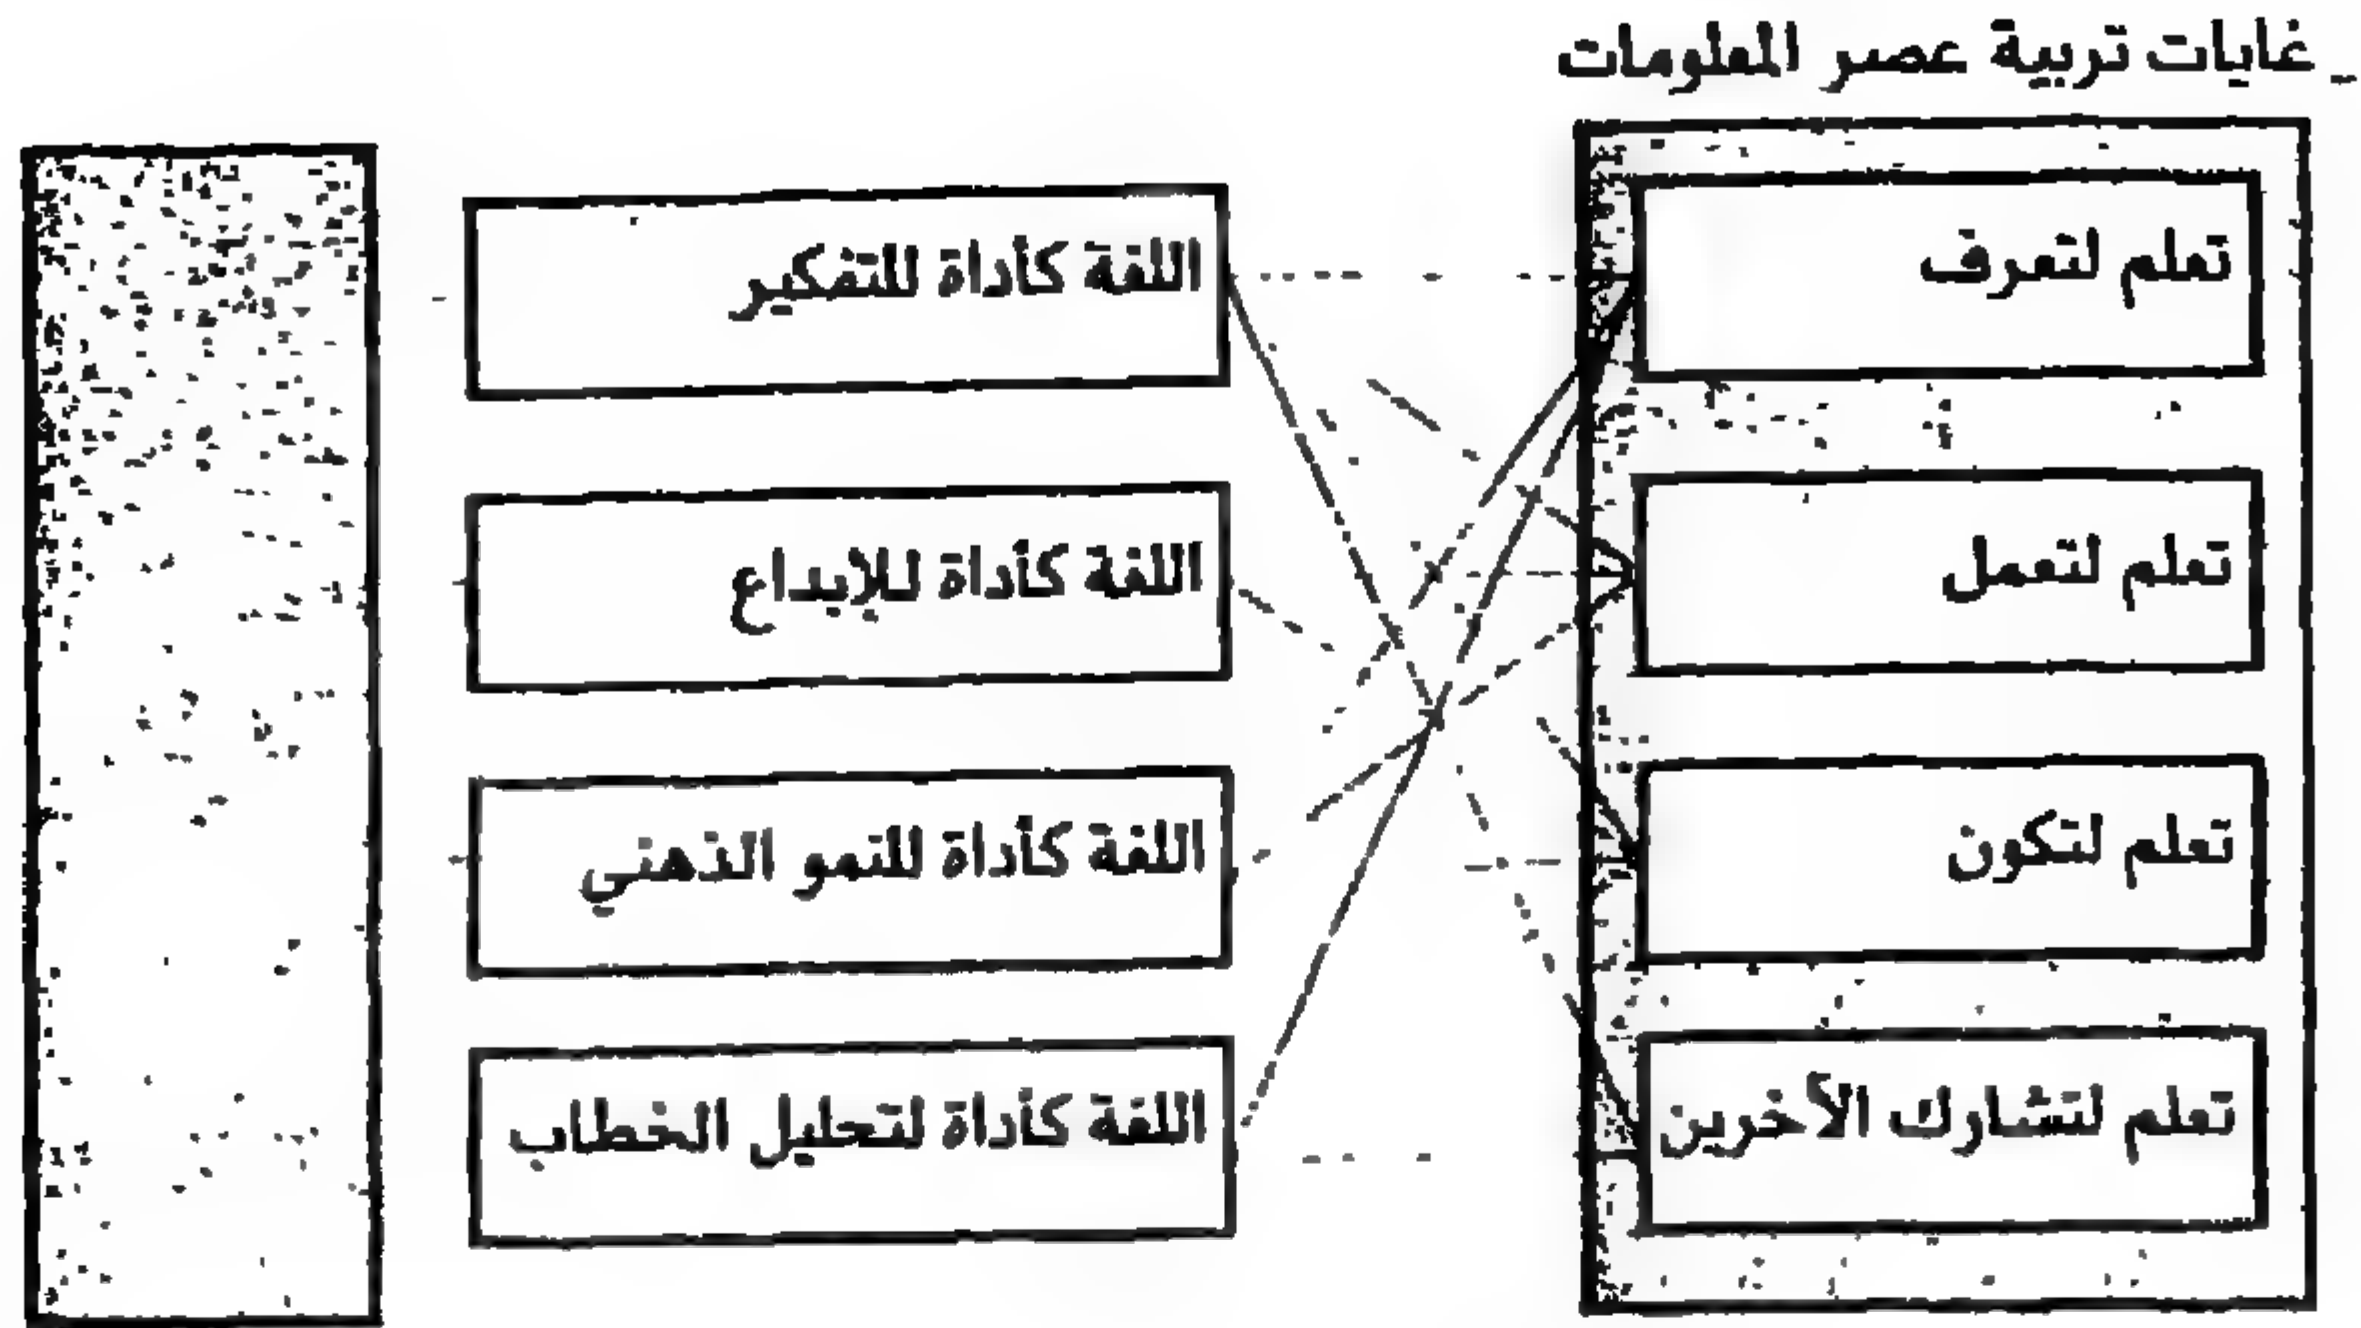 غايات تربية عصر المعلومات
تعلم لتعرف
تعلم لتعمل
تعلم لتكون
تعلم لتشارك الآخرين
اللغة كأداة للتفكير
اللغة كأداة للإبداع
اللغة كأداة للنمو الذهني
اللغة كأداة لتحليل الخطاب